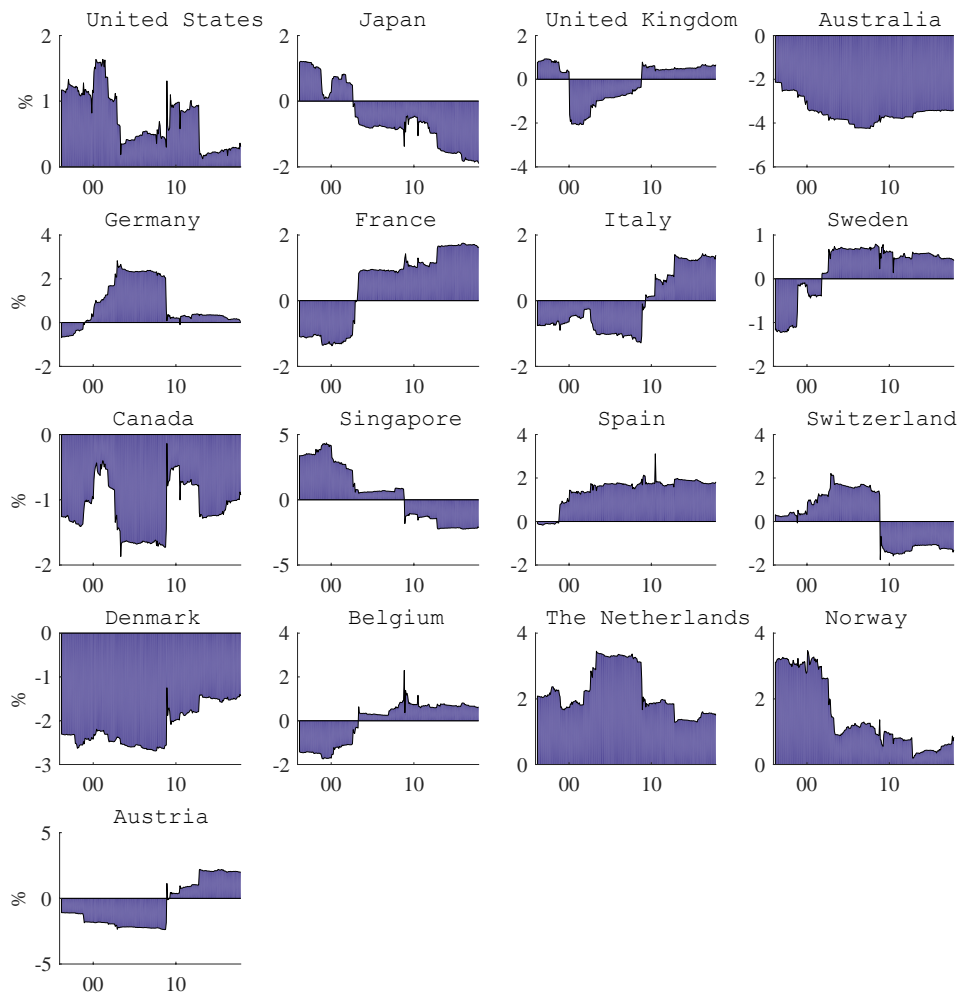 United States Japan United Kingdom Australia
2 2 4 0
1 1 2 -2
% 0 0 -4
-1 -2
0 -2 -4 -6
00 10 00 10 00 10 00 10
Germany France Italy Sweden
4 2 2 1
2
% 0 0 0 0
-1
-2 -2 -2 -2
00 10 00 10 00 10 00 10
Canada Singapore Spain Switzerland
0 5 4 4
2 2
% -1 0 0 0
-2 -5 -2 -2
00 10 00 10 00 10 00 10
Denmark Belgium The Netherlands Norway
0 4 4 4
-1 2
% 2 2
-2 0
-3 -2 0 0
00 10 00 10 00 10 00 10
Austria
5
% 0
-5
00 10